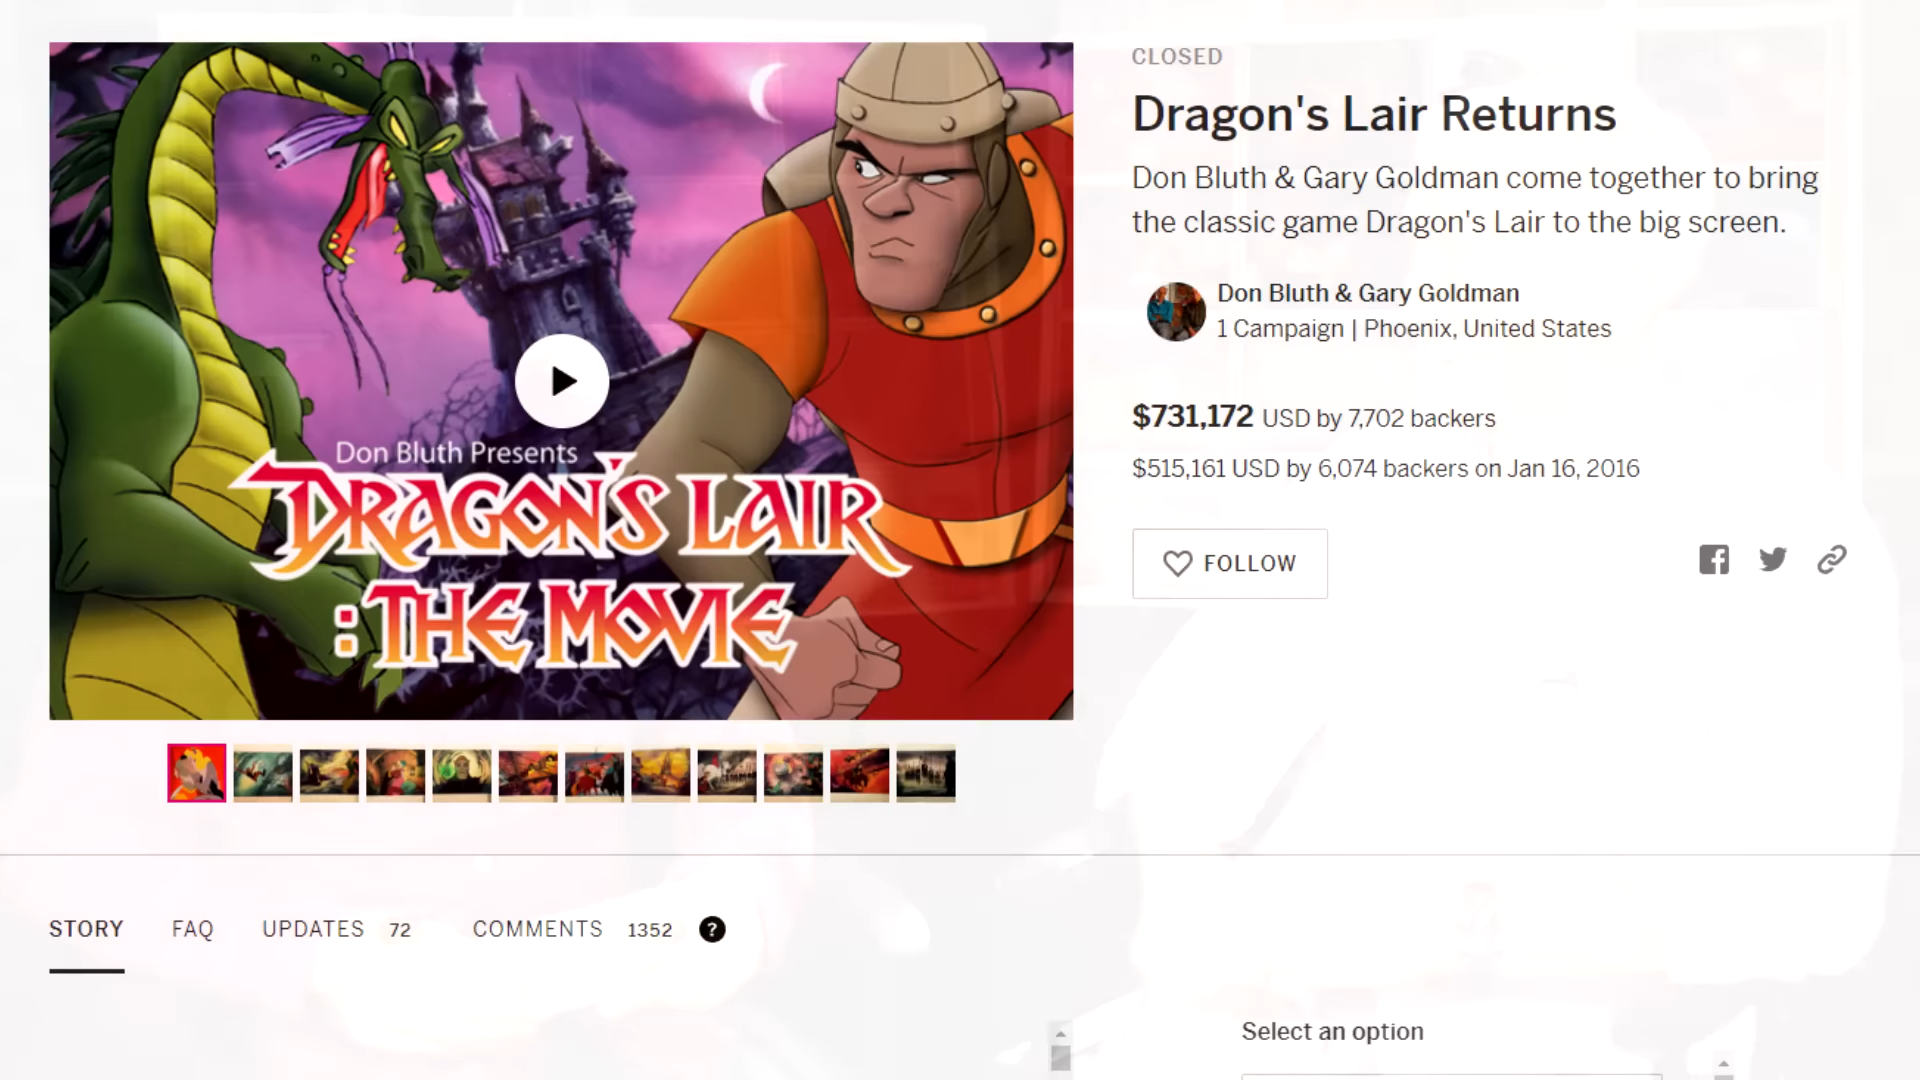 Don Bluth Presents
DRAGON'S LAIR
: THE MOVIE
CLOSED
Dragon's Lair Returns
Don Bluth & Gary Goldman come together to bring
the classic game Dragon's Lair to the big screen.
Don Bluth & Gary Goldman
1 Campaign | Phoenix, United States
$731,172 USD by 7,702 backers
$515,161 USD by 6,074 backers on Jan 16, 2016
FOLLOW
STORY FAQ UPDATES 72 COMMENTS 1352 ?
Select an option